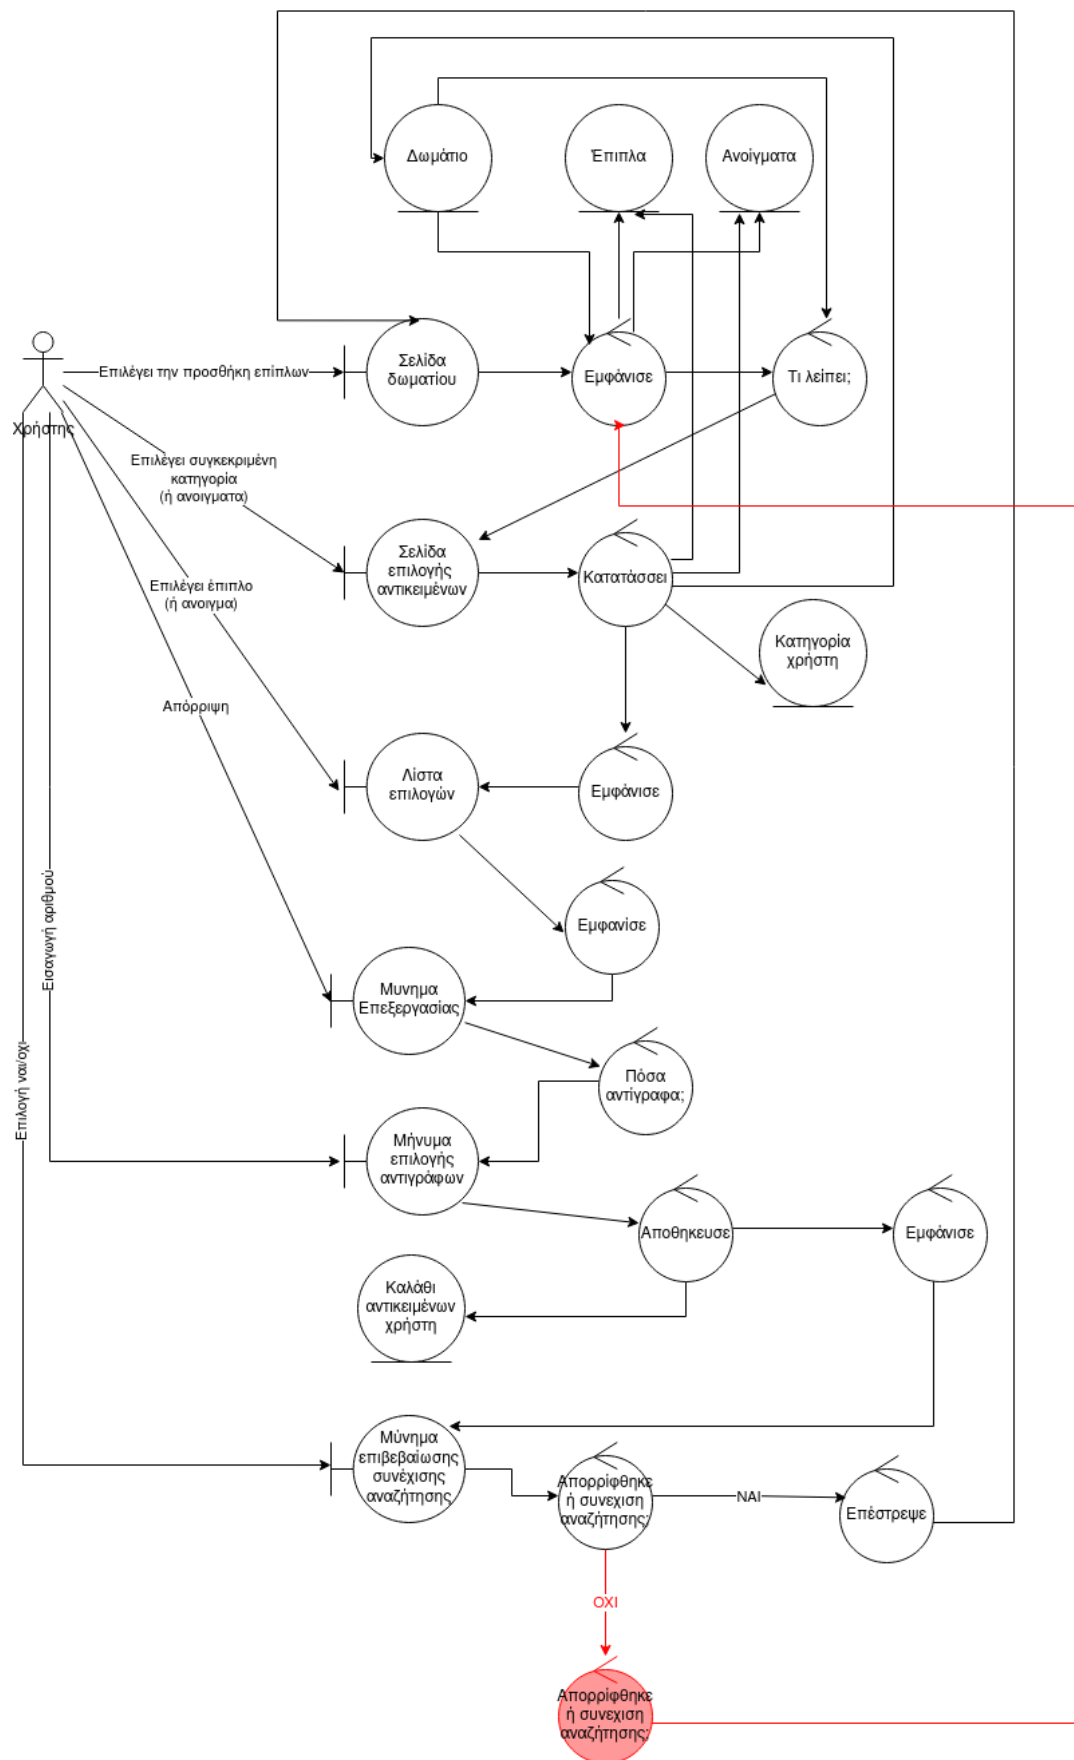 Δωμάτιο
Έπιπλα
Ανοίγματα
Χρήστης
Επιλέγει την προσθήκη επίπλων
Σελίδα
δωματίου
Εμφάνισε
Τι λείπει;
Επιλέγει συγκεκριμένη
κατηγορία
(ή ανοιγματα)
Σελίδα
επιλογής
αντικειμένων
Κατατάσσει
Επιλέγει έπιπλο
(ή ανοιγμα)
Κατηγορία
χρήστη
Απόρριψη
Λίστα
επιλογών
Εμφάνισε
Εμφανίσε
Εισαγωγή αριθμού
Μυνημα
Επεξεργασίας
Πόσα
αντίγραφα;
Επιλογή ναι/οχι
Μήνυμα
επιλογής
αντιγράφων
Αποθηκευσε
Εμφάνισε
Καλάθι
αντικειμένων
χρήστη
Μύνημα
επιβεβαίωσης
συνέχισης
αναζήτησης
Απορρίφθηκε
ή συνεχιση
αναζήτησης;
ΝΑΙ
Επέστρεψε
ΟΧΙ
Απορρίφθηκε
ή συνεχιση
αναζήτησης;